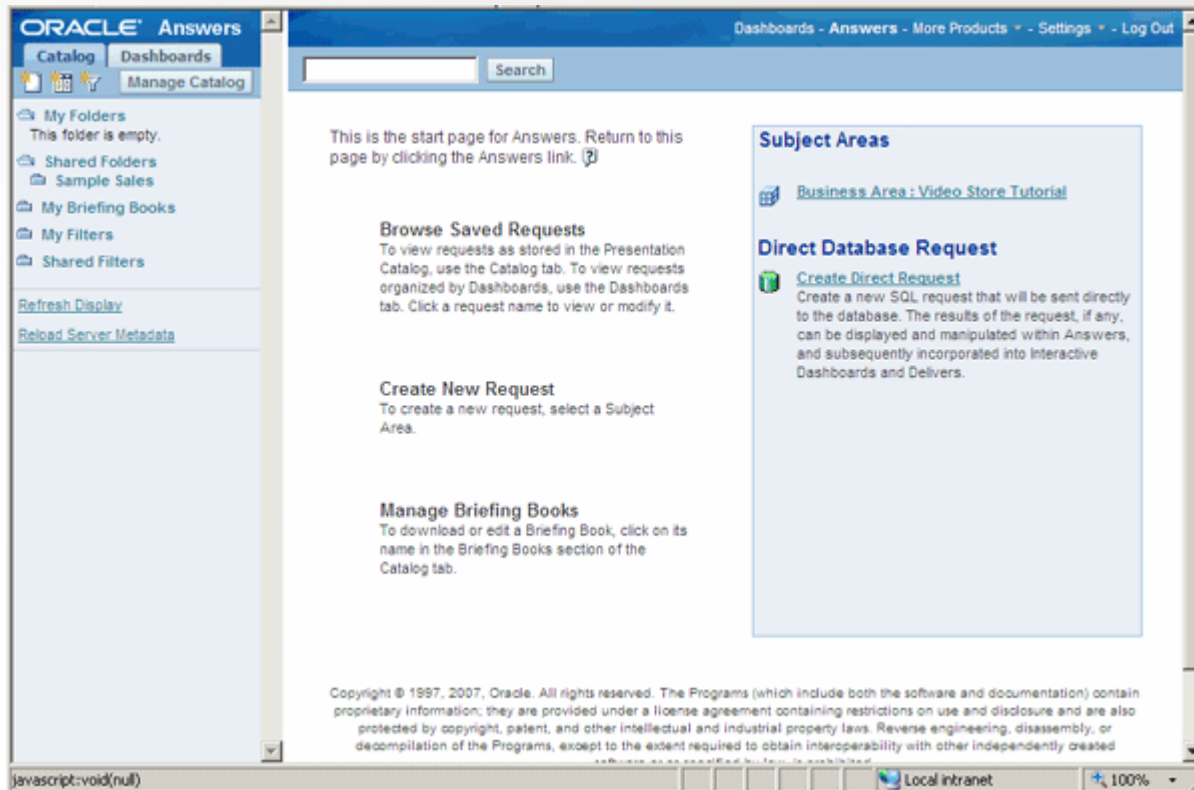 ORACLE Answers
Catalog Dashboards
Manage Catalog
My Folders
This folder is empty.
Shared Folders
Sample Sales
My Briefing Books
My Filters
Shared Filters
Refresh Display
Reload Server Metadata
Dashboards - Answers - More Products - Settings - Log Out
Search
This is the start page for Answers. Return to this
page by clicking the Answers link. ?
Browse Saved Requests
To view requests as stored in the Presentation
Catalog, use the Catalog tab. To view requests
organized by Dashboards, use the Dashboards
tab. Click a request name to view or modify it.
Create New Request
To create a new request, select a Subject
Area.
Manage Briefing Books
To download or edit a Briefing Book, click on its
name in the Briefing Books section of the
Catalog tab.
Subject Areas
Business Area : Video Store Tutorial
Direct Database Request
Create Direct Request
Create a new SQL request that will be sent directly
to the database. The results of the request, if any,
can be displayed and manipulated within Answers,
and subsequently incorporated into Interactive
Dashboards and Delivers.
Copyright © 1997, 2007, Oracle. All rights reserved. The Programs (which include both the software and documentation) contain
proprietary information; they are provided under a license agreement containing restrictions on use and disclosure and are also
protected by copyright, patent, and other intellectual and industrial property laws. Reverse engineering, disassembly, or
decompilation of the Programs, except to the extent required to obtain interoperability with other independently created
javascript:void(null)
Local intranet
100%